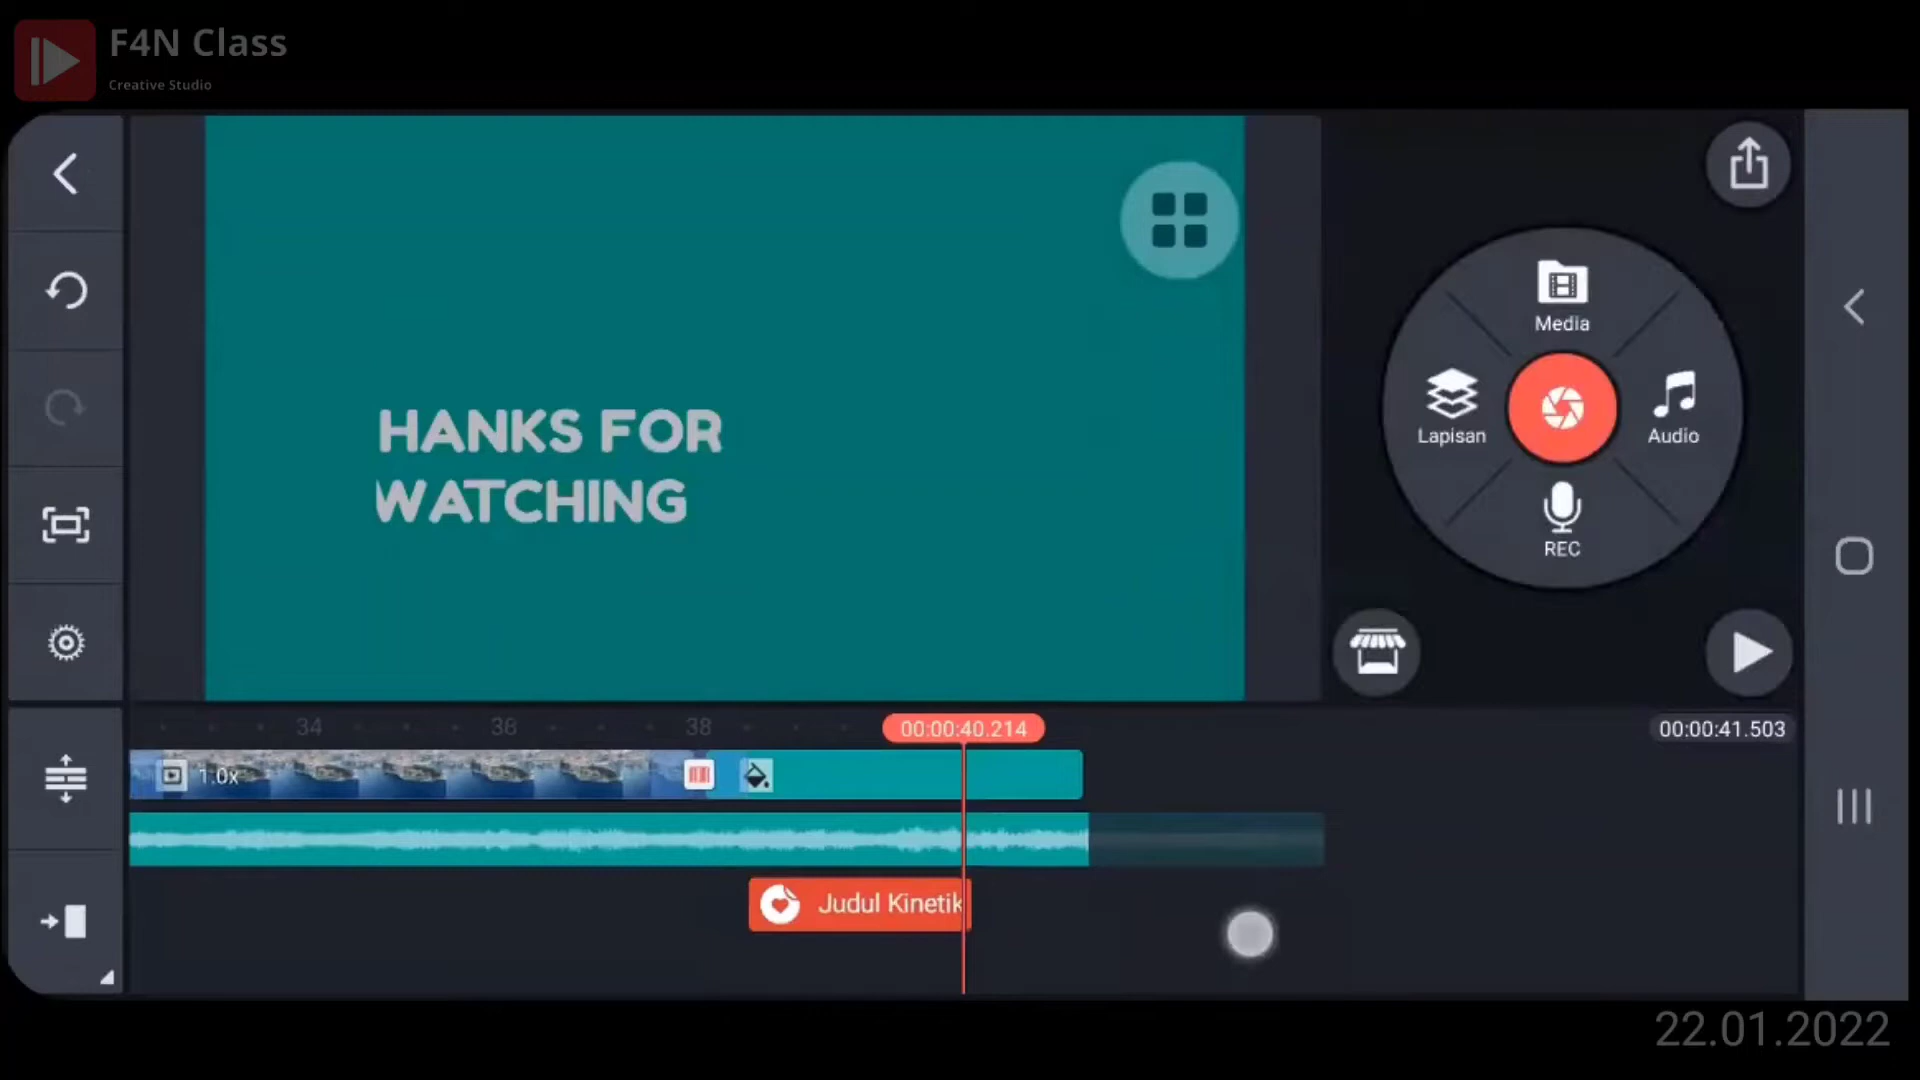 F4N Class
Creative Studio
HANKS FOR
WATCHING
Media
Lapisan
Audio
REC
34
36
38
00:00:40.214
00:00:41.503
1.0x
Judul Kinetik
22.01.2022